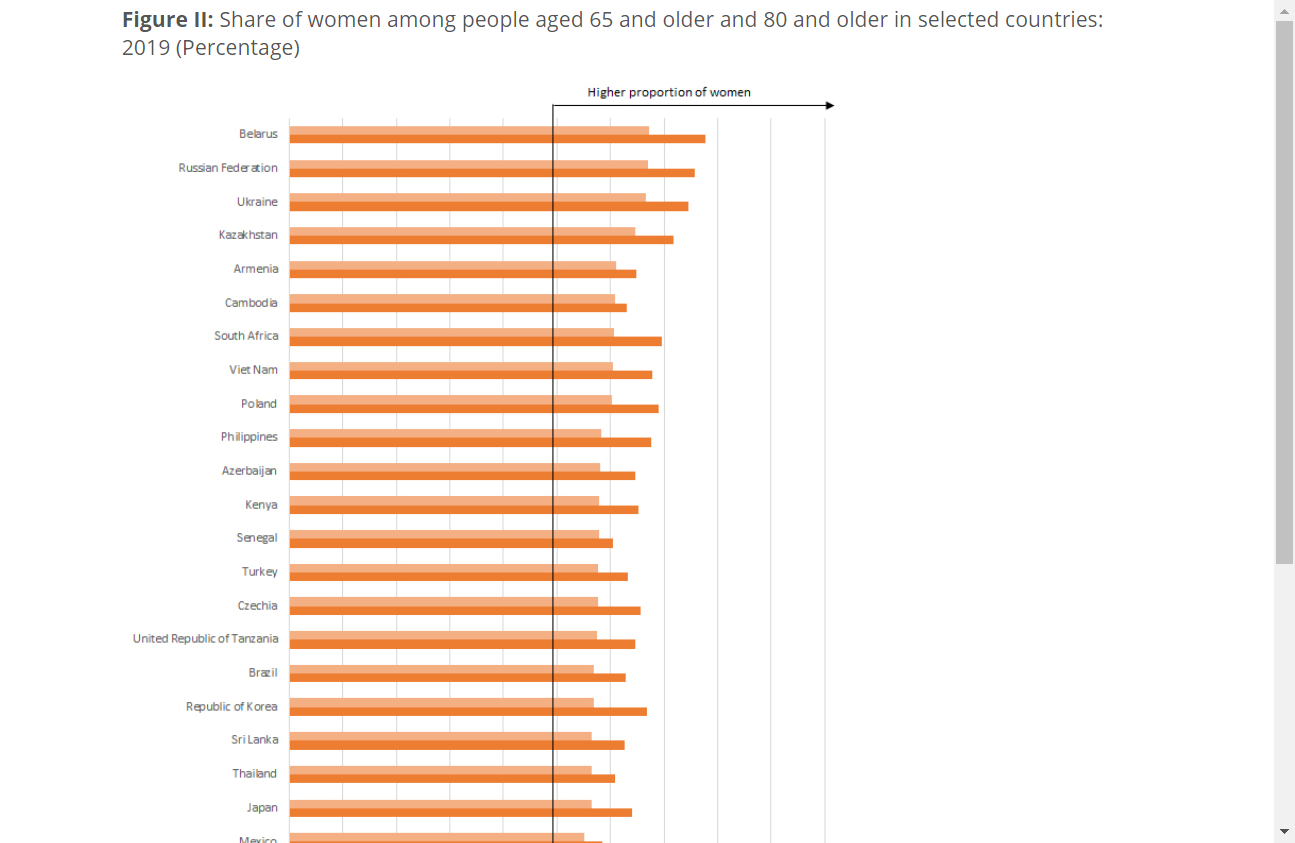 Figure II: Share of women among people aged 65 and older and 80 and older in selected countries:
2019 (Percentage)
Higher proportion of women
Belarus
Russian Federation
Ukraine
Kazakhstan
Armenia
Cambodia
South Africa
Viet Nam
Poland
Philippines
Azerbaijan
Kenya
Senegal
Turkey
Czechia
United Republic of Tanzania
Brazil
Republic of Korea
Sri Lanka
Thailand
Japan
Mexico